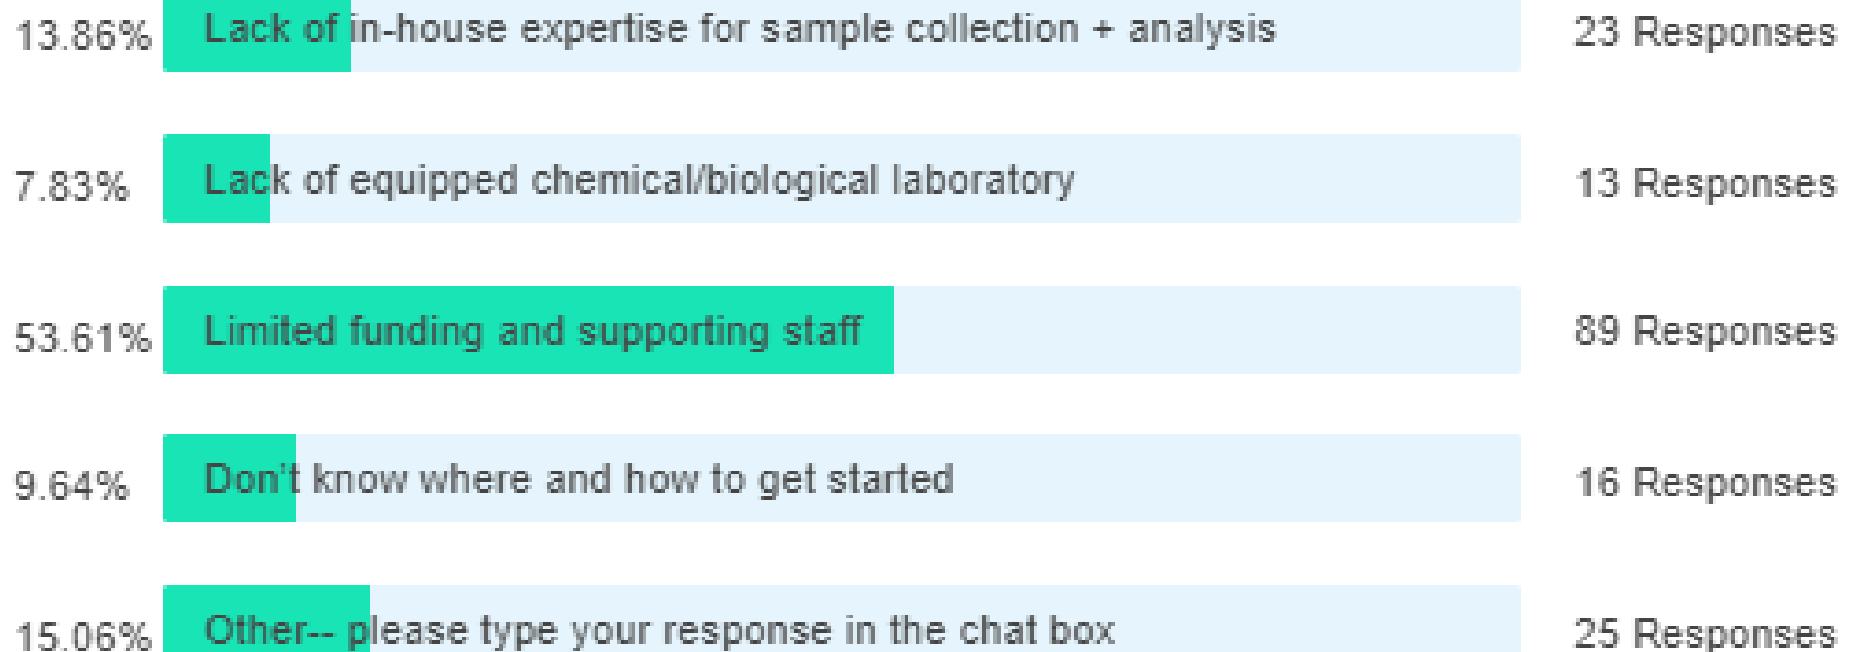 13.86% Lack of in-house expertise for sample collection + analysis 23 Responses
7.83% Lack of equipped chemical/biological laboratory 13 Responses
53.61% Limited funding and supporting staff 89 Responses
9.64% Don't know where and how to get started 16 Responses
15.06% Other-- please type your response in the chat box 25 Responses